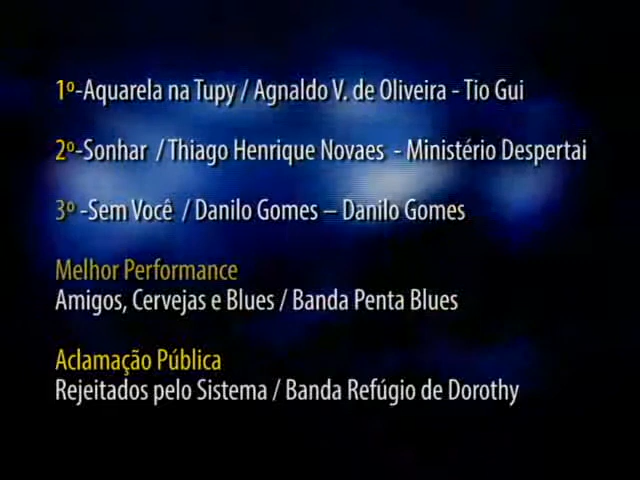 1º-Aquarela na Tupy / Agnaldo V. de Oliveira - Tio Gui
2º-Sonhar / Thiago Henrique Novaes - Ministério Despertai
3º -Sem Você / Danilo Gomes – Danilo Gomes
Melhor Performance
Amigos, Cervejas e Blues / Banda Penta Blues
Aclamação Pública
Rejeitados pelo Sistema / Banda Refúgio de Dorothy